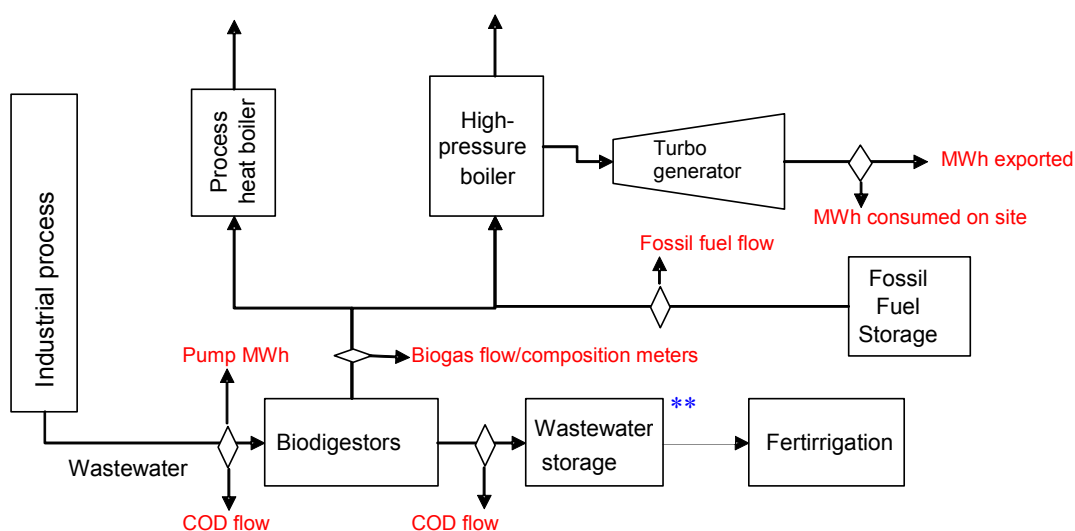 Industrial process
Process
heat boiler
High-
pressure
boiler
Turbo
generator
MWh exported
MWh consumed on site
Fossil fuel flow
Fossil
Fuel
Storage
Pump MWh
Biogas flow/composition meters
**
Biodigestors
Wastewater
storage
Fertirrigation
Wastewater
COD flow
COD flow